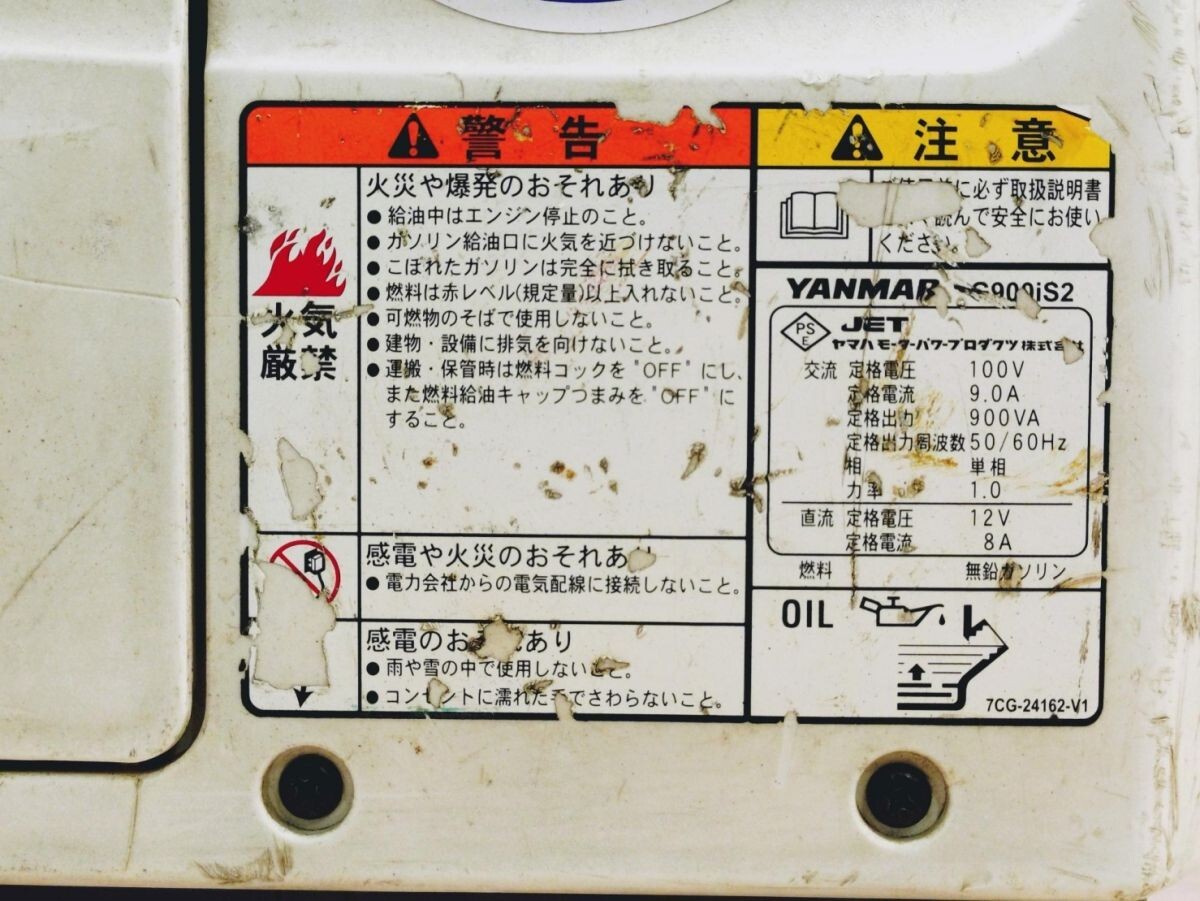 警告
火気
厳禁
火災や爆発のおそれあり
● 給油中はエンジン停止のこと。
● ガソリン給油口に火気を近づけないこと。
● こぼれたガソリンは完全に拭き取ること。
● 燃料は赤レベル(規定量)以上入れないこと。
● 可燃物のそばで使用しないこと。
● 建物・設備に排気を向けないこと。
● 運搬・保管時は燃料コックを "OFF" にし、
また燃料給油キャップつまみを "OFF" に
すること。
感電や火災のおそれあり
● 電力会社からの電気配線に接続しないこと。
感電のおそれあり
● 雨や雪の中で使用しないこと。
● コンセントに濡れた手でさわらないこと。
注意
に必ず取扱説明書
読んで安全にお使い
ください。
YANMAR G900iS2
PSE JET
ヤマハモーターパワープロダクツ株式会社
交流 定格電圧 100V
定格電流 9.0A
定格出力 900VA
定格出力周波数 50/60Hz
相 単相
力率 1.0
直流 定格電圧 12V
定格電流 8A
燃料 無鉛ガソリン
OIL
7CG-24162-V1